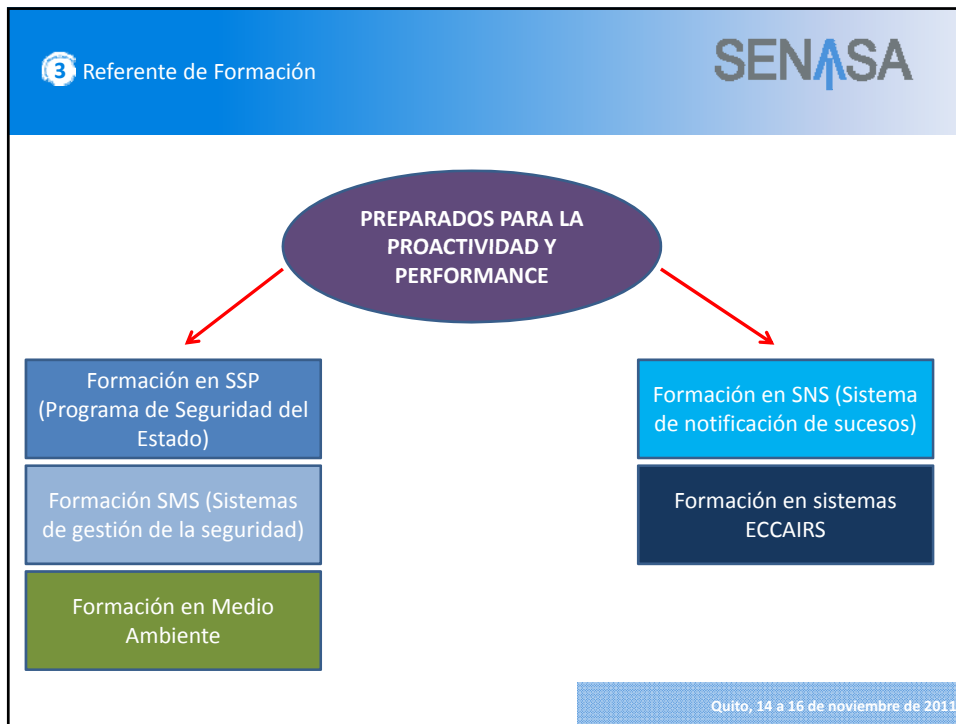 3 Referente de Formación
SENASA
PREPARADOS PARA LA
PROACTIVIDAD Y
PERFORMANCE
Formación en SSP
(Programa de Seguridad del
Estado)
Formación SMS (Sistemas
de gestión de la seguridad)
Formación en Medio
Ambiente
Formación en SNS (Sistema
de notificación de sucesos)
Formación en sistemas
ECCAIRS
Quito, 14 a 16 de noviembre de 2011